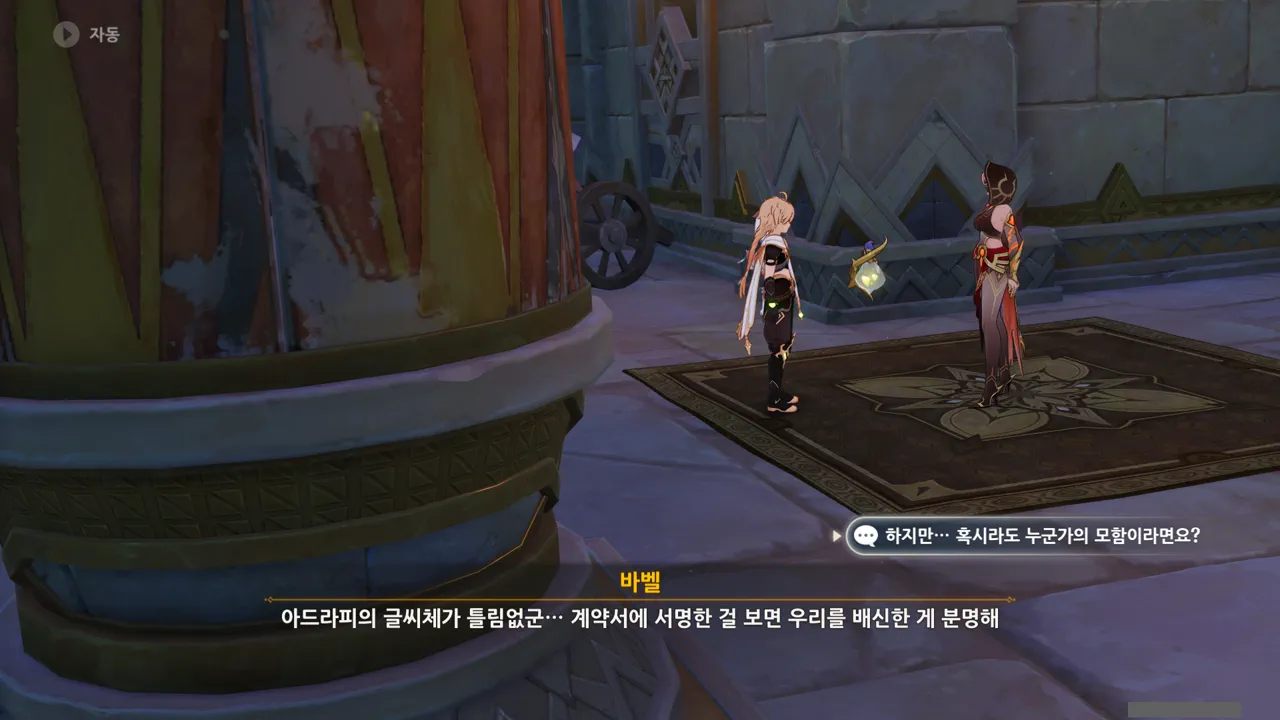 자동
하지만… 혹시라도 누군가의 모함이라면요?
바벨
아드라피의 글씨체가 틀림없군… 계약서에 서명한 걸 보면 우리를 배신한 게 분명해